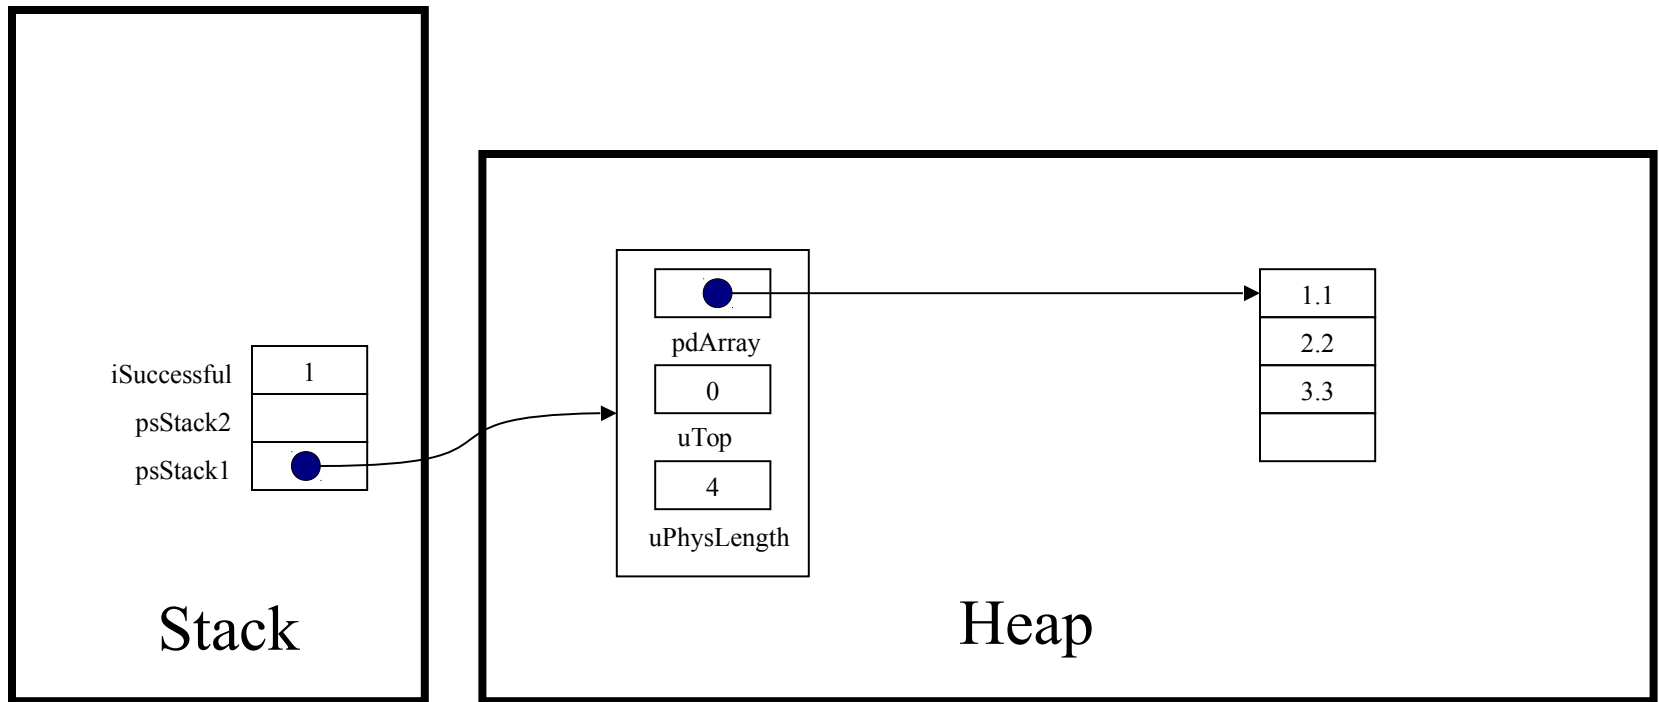 iSuccessful 1
psStack2
psStack1
Stack
pdArray
0
uTop
4
uPhysLength
1.1
2.2
3.3
Heap